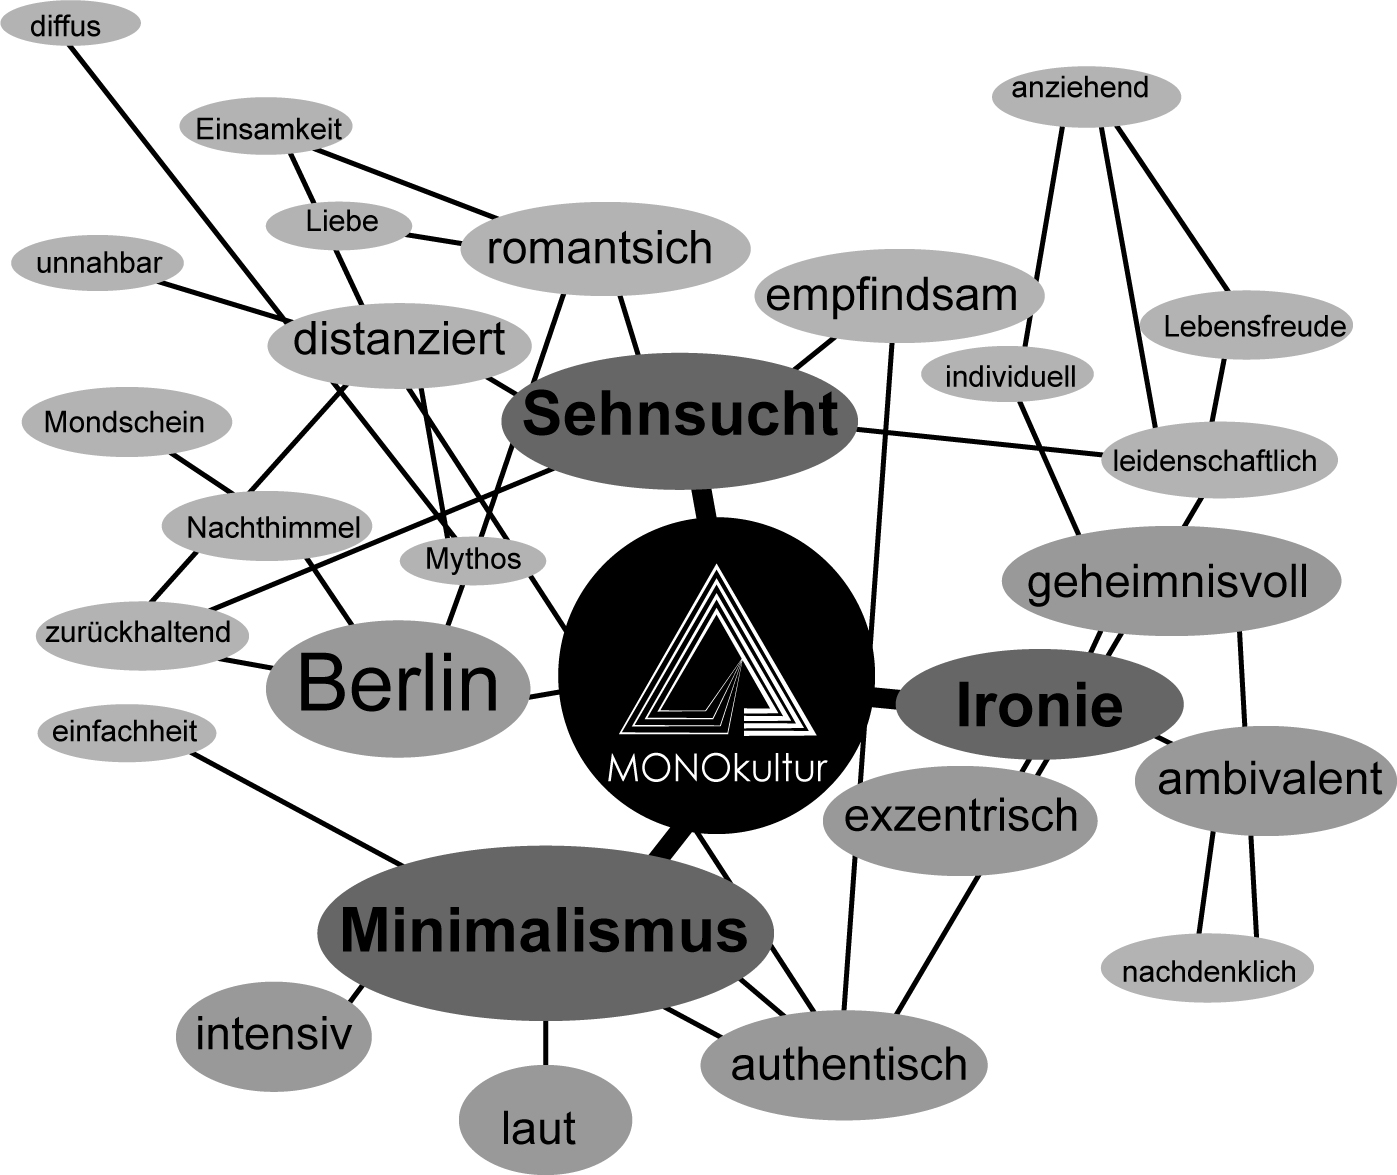 diffus
anziehend
Einsamkeit
Liebe
romantsich
unnahbar
empfindsam
distanziert
Lebensfreude
individuell
Mondschein
Sehnsucht
leidenschaftlich
Nachthimmel
Mythos
geheimnisvoll
zurückhaltend
Berlin
Ironie
einfachheit
MONOkultur
ambivalent
exzentrisch
Minimalismus
nachdenklich
intensiv
authentisch
laut